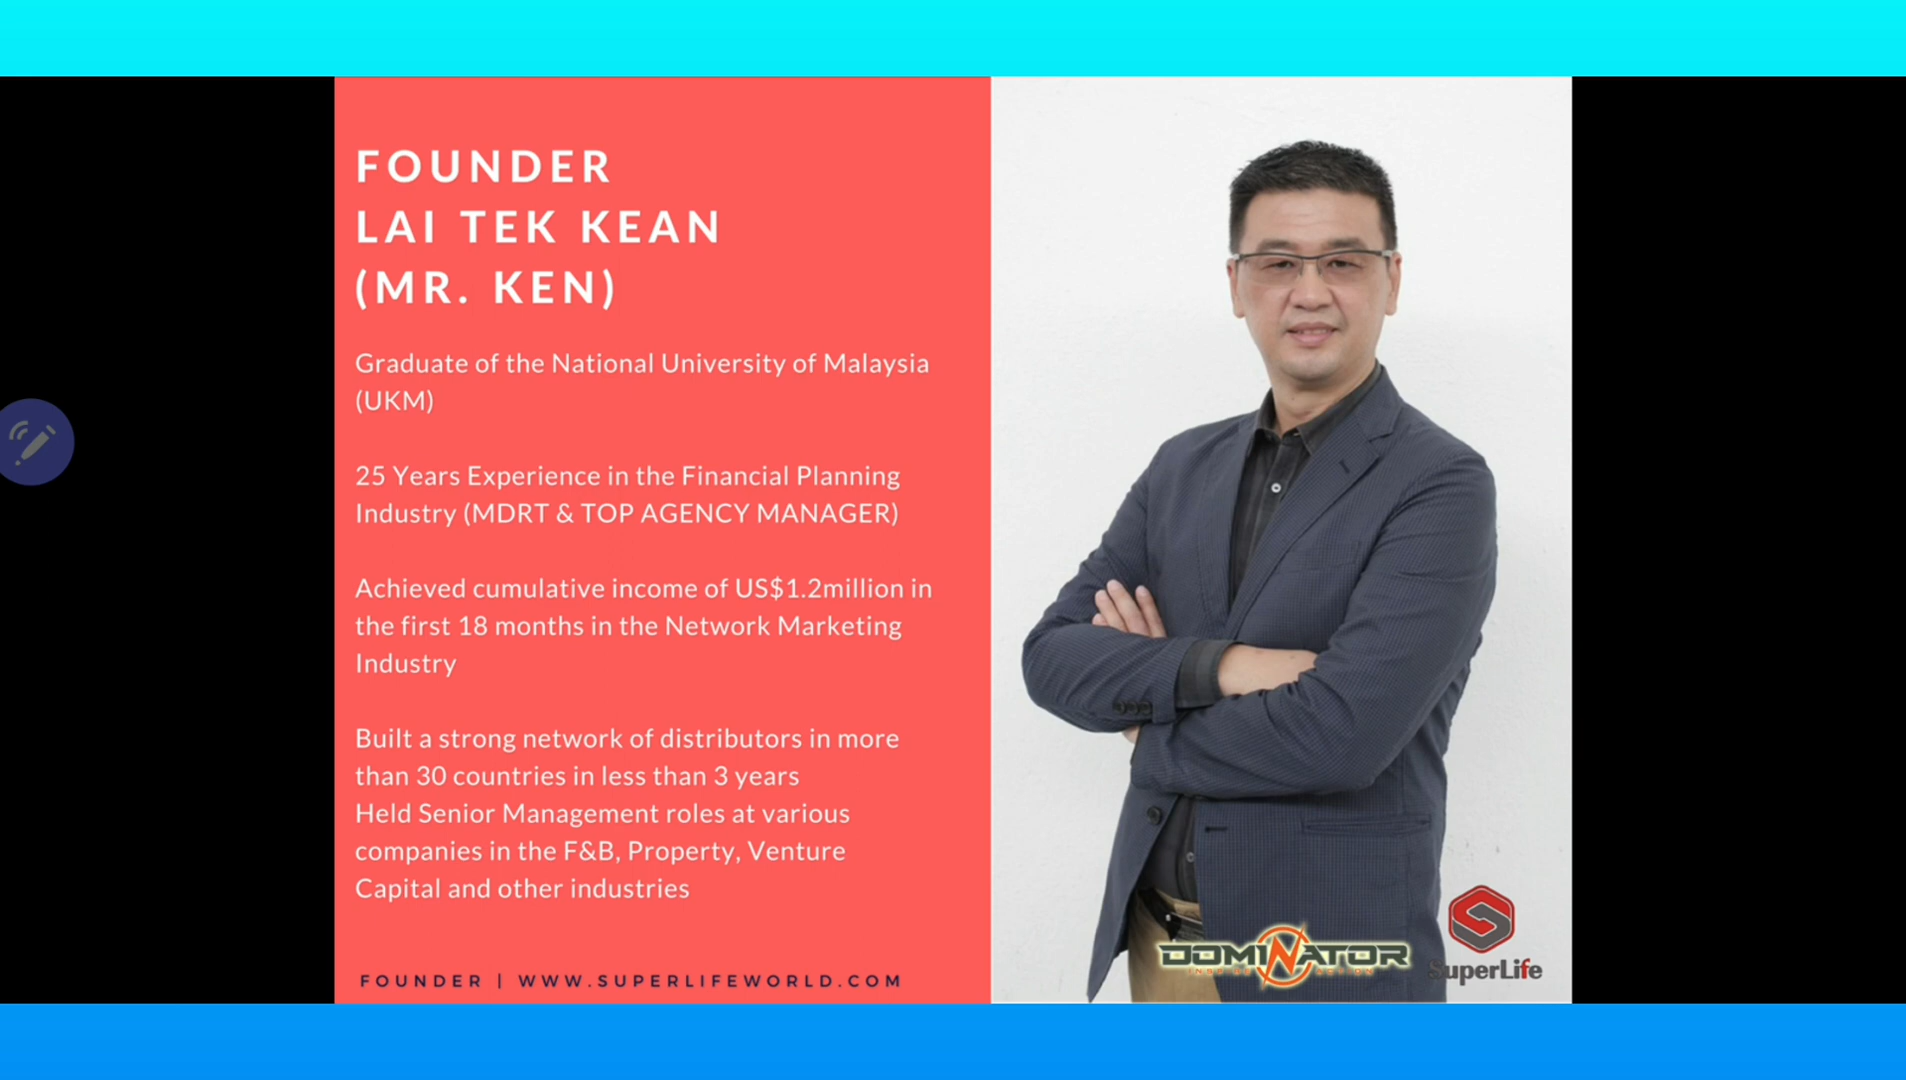 FOUNDER
LAI TEK KEAN
(MR. KEN)
Graduate of the National University of Malaysia
(UKM)
25 Years Experience in the Financial Planning
Industry (MDRT & TOP AGENCY MANAGER)
Achieved cumulative income of US$1.2million in
the first 18 months in the Network Marketing
Industry
Built a strong network of distributors in more
than 30 countries in less than 3 years
Held Senior Management roles at various
companies in the F&B, Property, Venture
Capital and other industries
FOUNDER | WWW.SUPERLIFEWORLD.COM
DOMINATOR
SuperLife